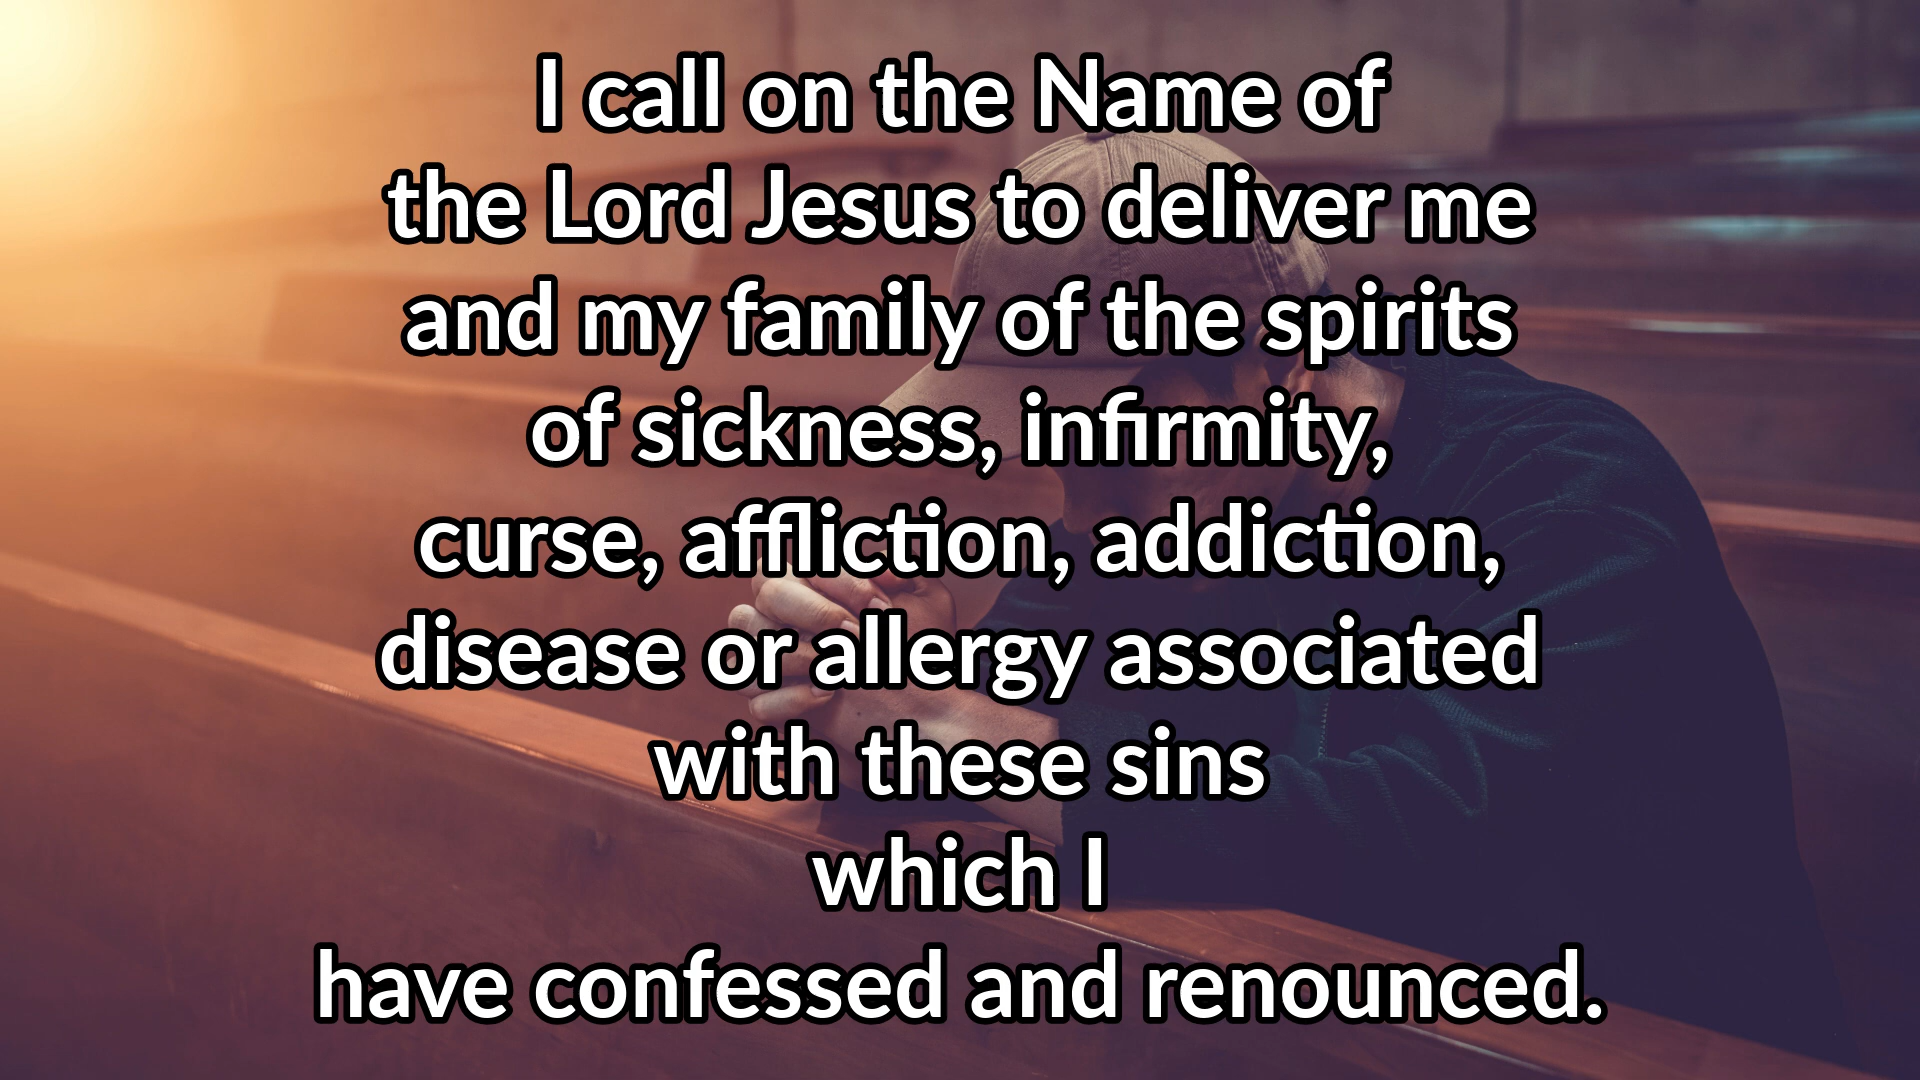 I call on the Name of
the Lord Jesus to deliver me
and my family of the spirits
of sickness, infirmity,
curse, affliction, addiction,
disease or allergy associated
with these sins
which I
have confessed and renounced.